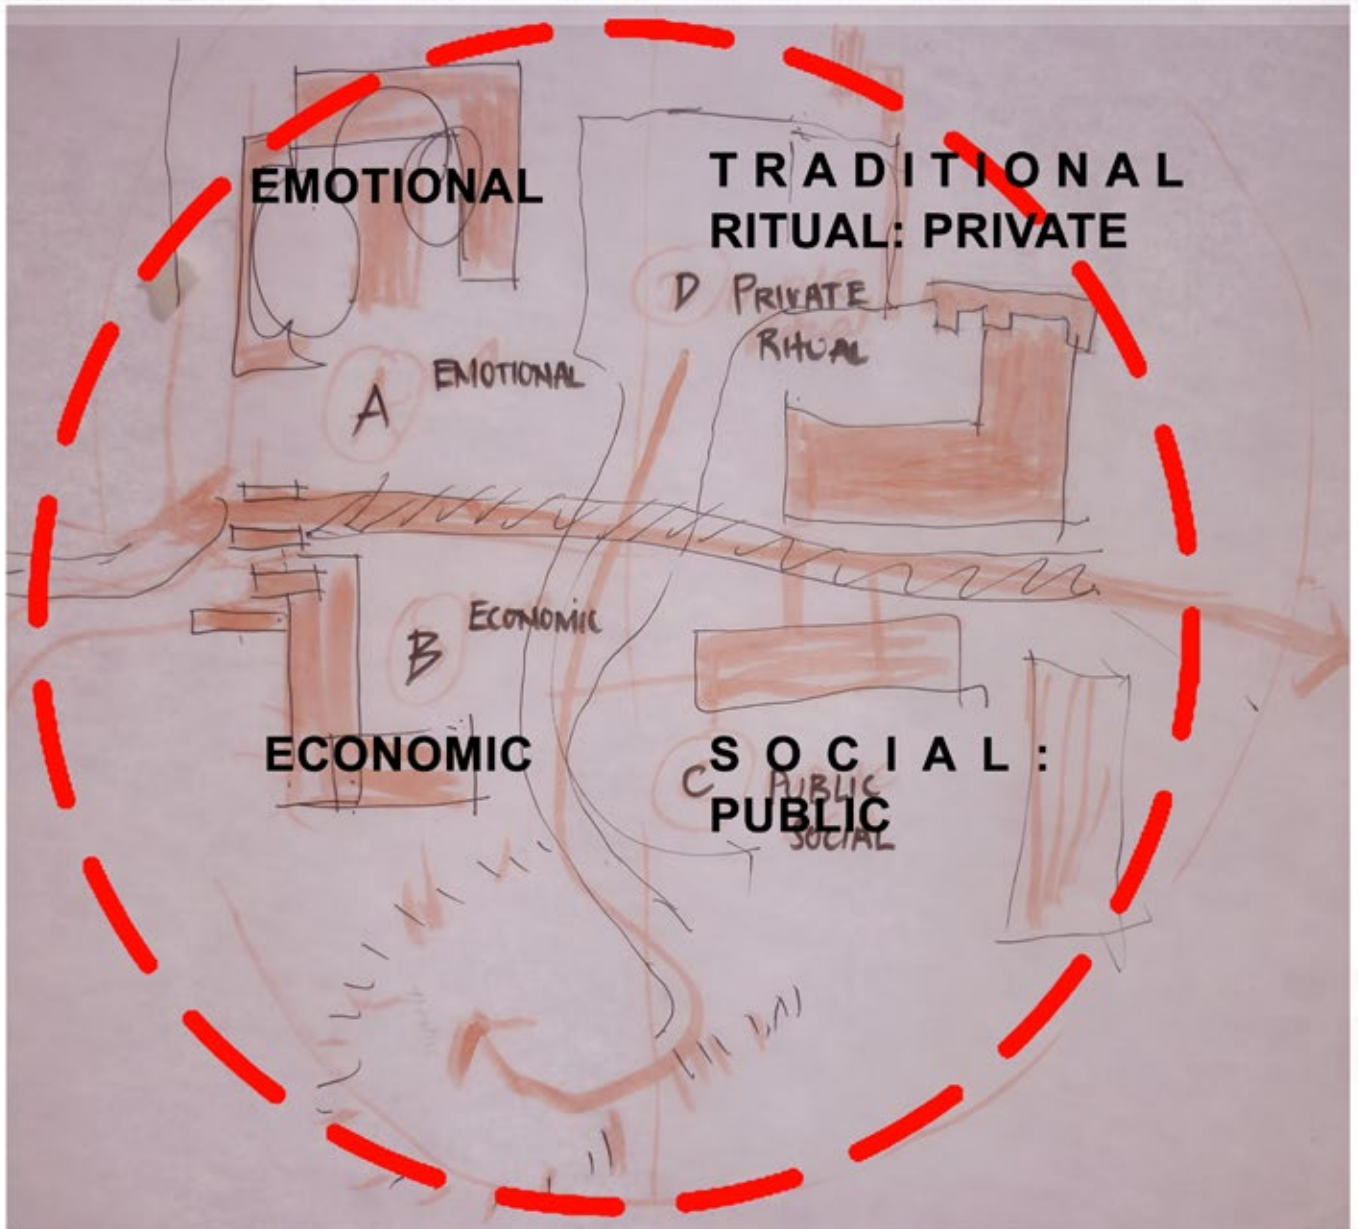 EMOTIONAL
TRADITIONAL
RITUAL: PRIVATE
D PRIVATE
RITUAL
A EMOTIONAL
B ECONOMIC
ECONOMIC
SOCIAL:
PUBLIC
C PUBLIC
SOCIAL